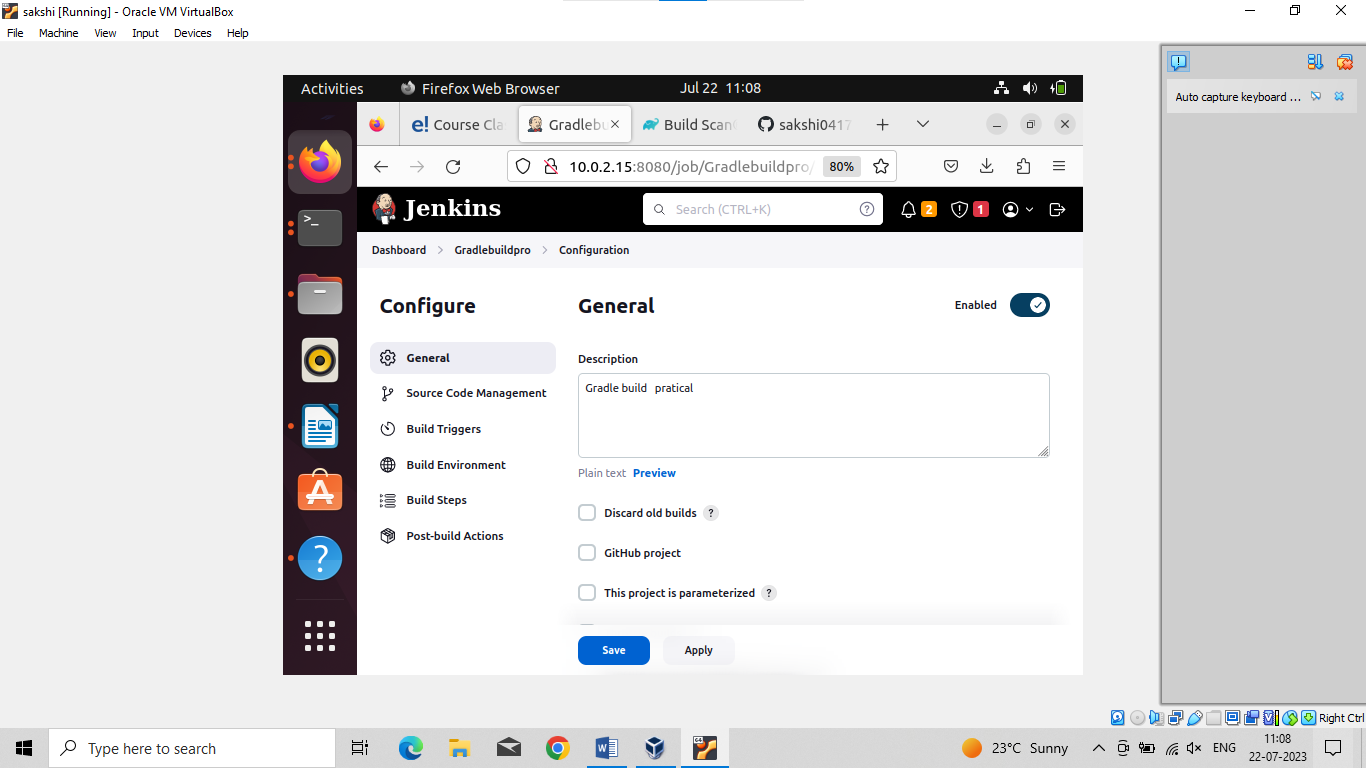 sakshi [Running] - Oracle VM VirtualBox
File Machine View Input Devices Help
Auto capture keyboard ...
Activities Firefox Web Browser Jul 22 11:08
e! Course Cla Gradlebu Build Scan sakshi0417
10.0.2.15:8080/job/Gradlebuildpro/ 80%
Jenkins Search (CTRL+K) ? 2 1
Dashboard Gradlebuildpro Configuration
Configure
General
Source Code Management
Build Triggers
Build Environment
Build Steps
Post-build Actions
General Enabled
Description
Gradle build pratical
Plain text Preview
Discard old builds ?
GitHub project
This project is parameterized ?
Save Apply
Right Ctrl
Type here to search
23°C Sunny
ENG
11:08
22-07-2023